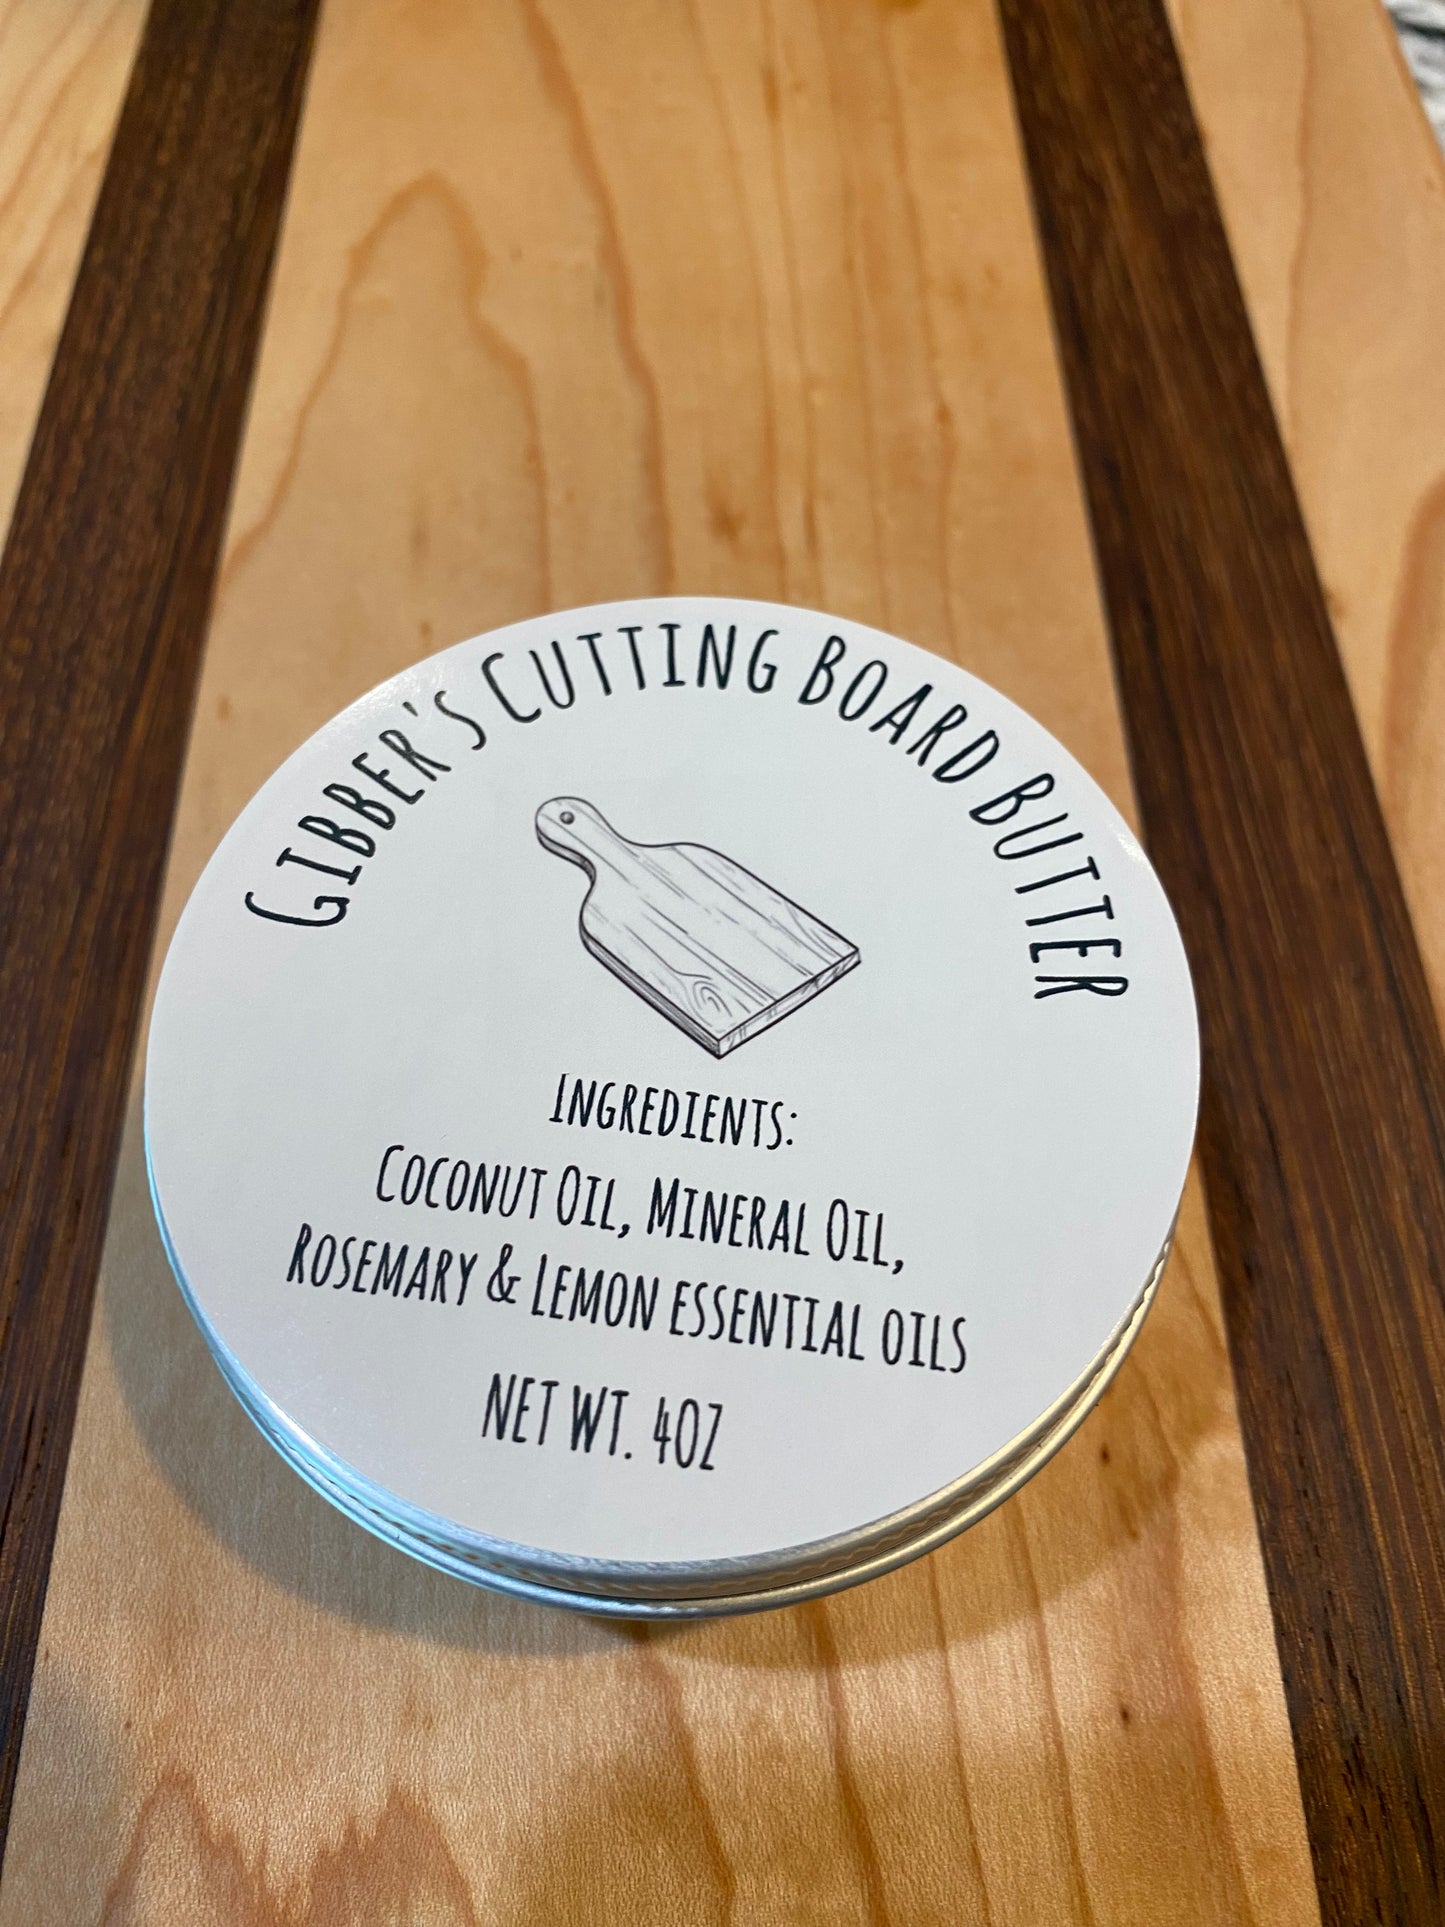 Gibber's Cutting Board Butter
Ingredients:
Coconut Oil, Mineral Oil,
Rosemary & Lemon essential oils
NET WT. 4OZ